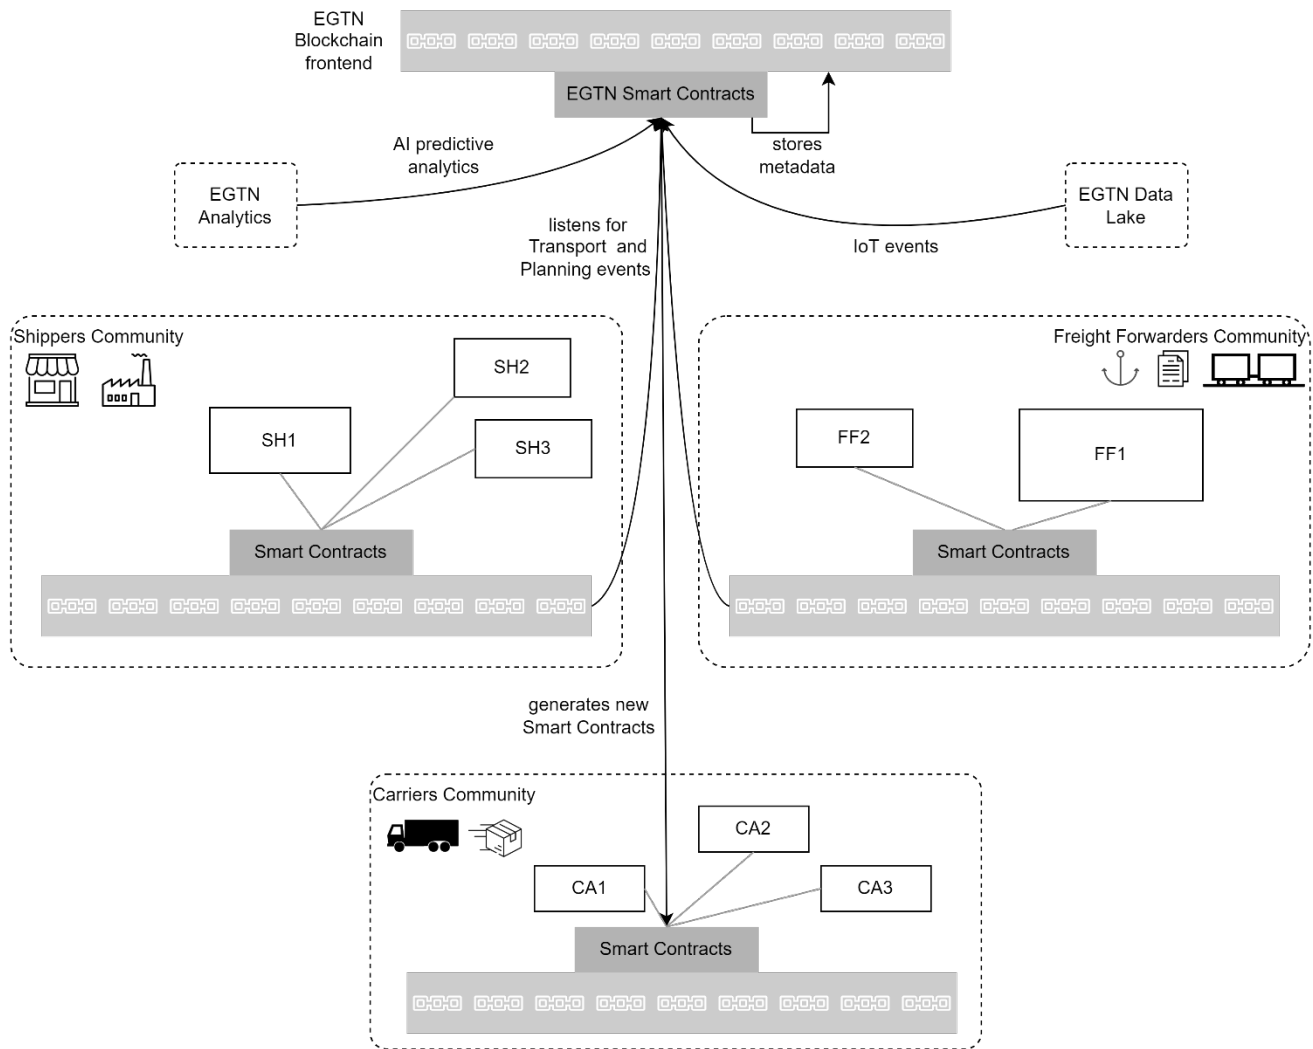 EGTN
Blockchain
frontend
EGTN Smart Contracts
AI predictive
analytics
stores
metadata
EGTN
Analytics
EGTN Data
Lake
listens for
Transport and
Planning events
IoT events
Shippers Community
SH2
SH1
SH3
Smart Contracts
Freight Forwarders Community
FF2
FF1
Smart Contracts
generates new
Smart Contracts
Carriers Community
CA2
CA1
CA3
Smart Contracts